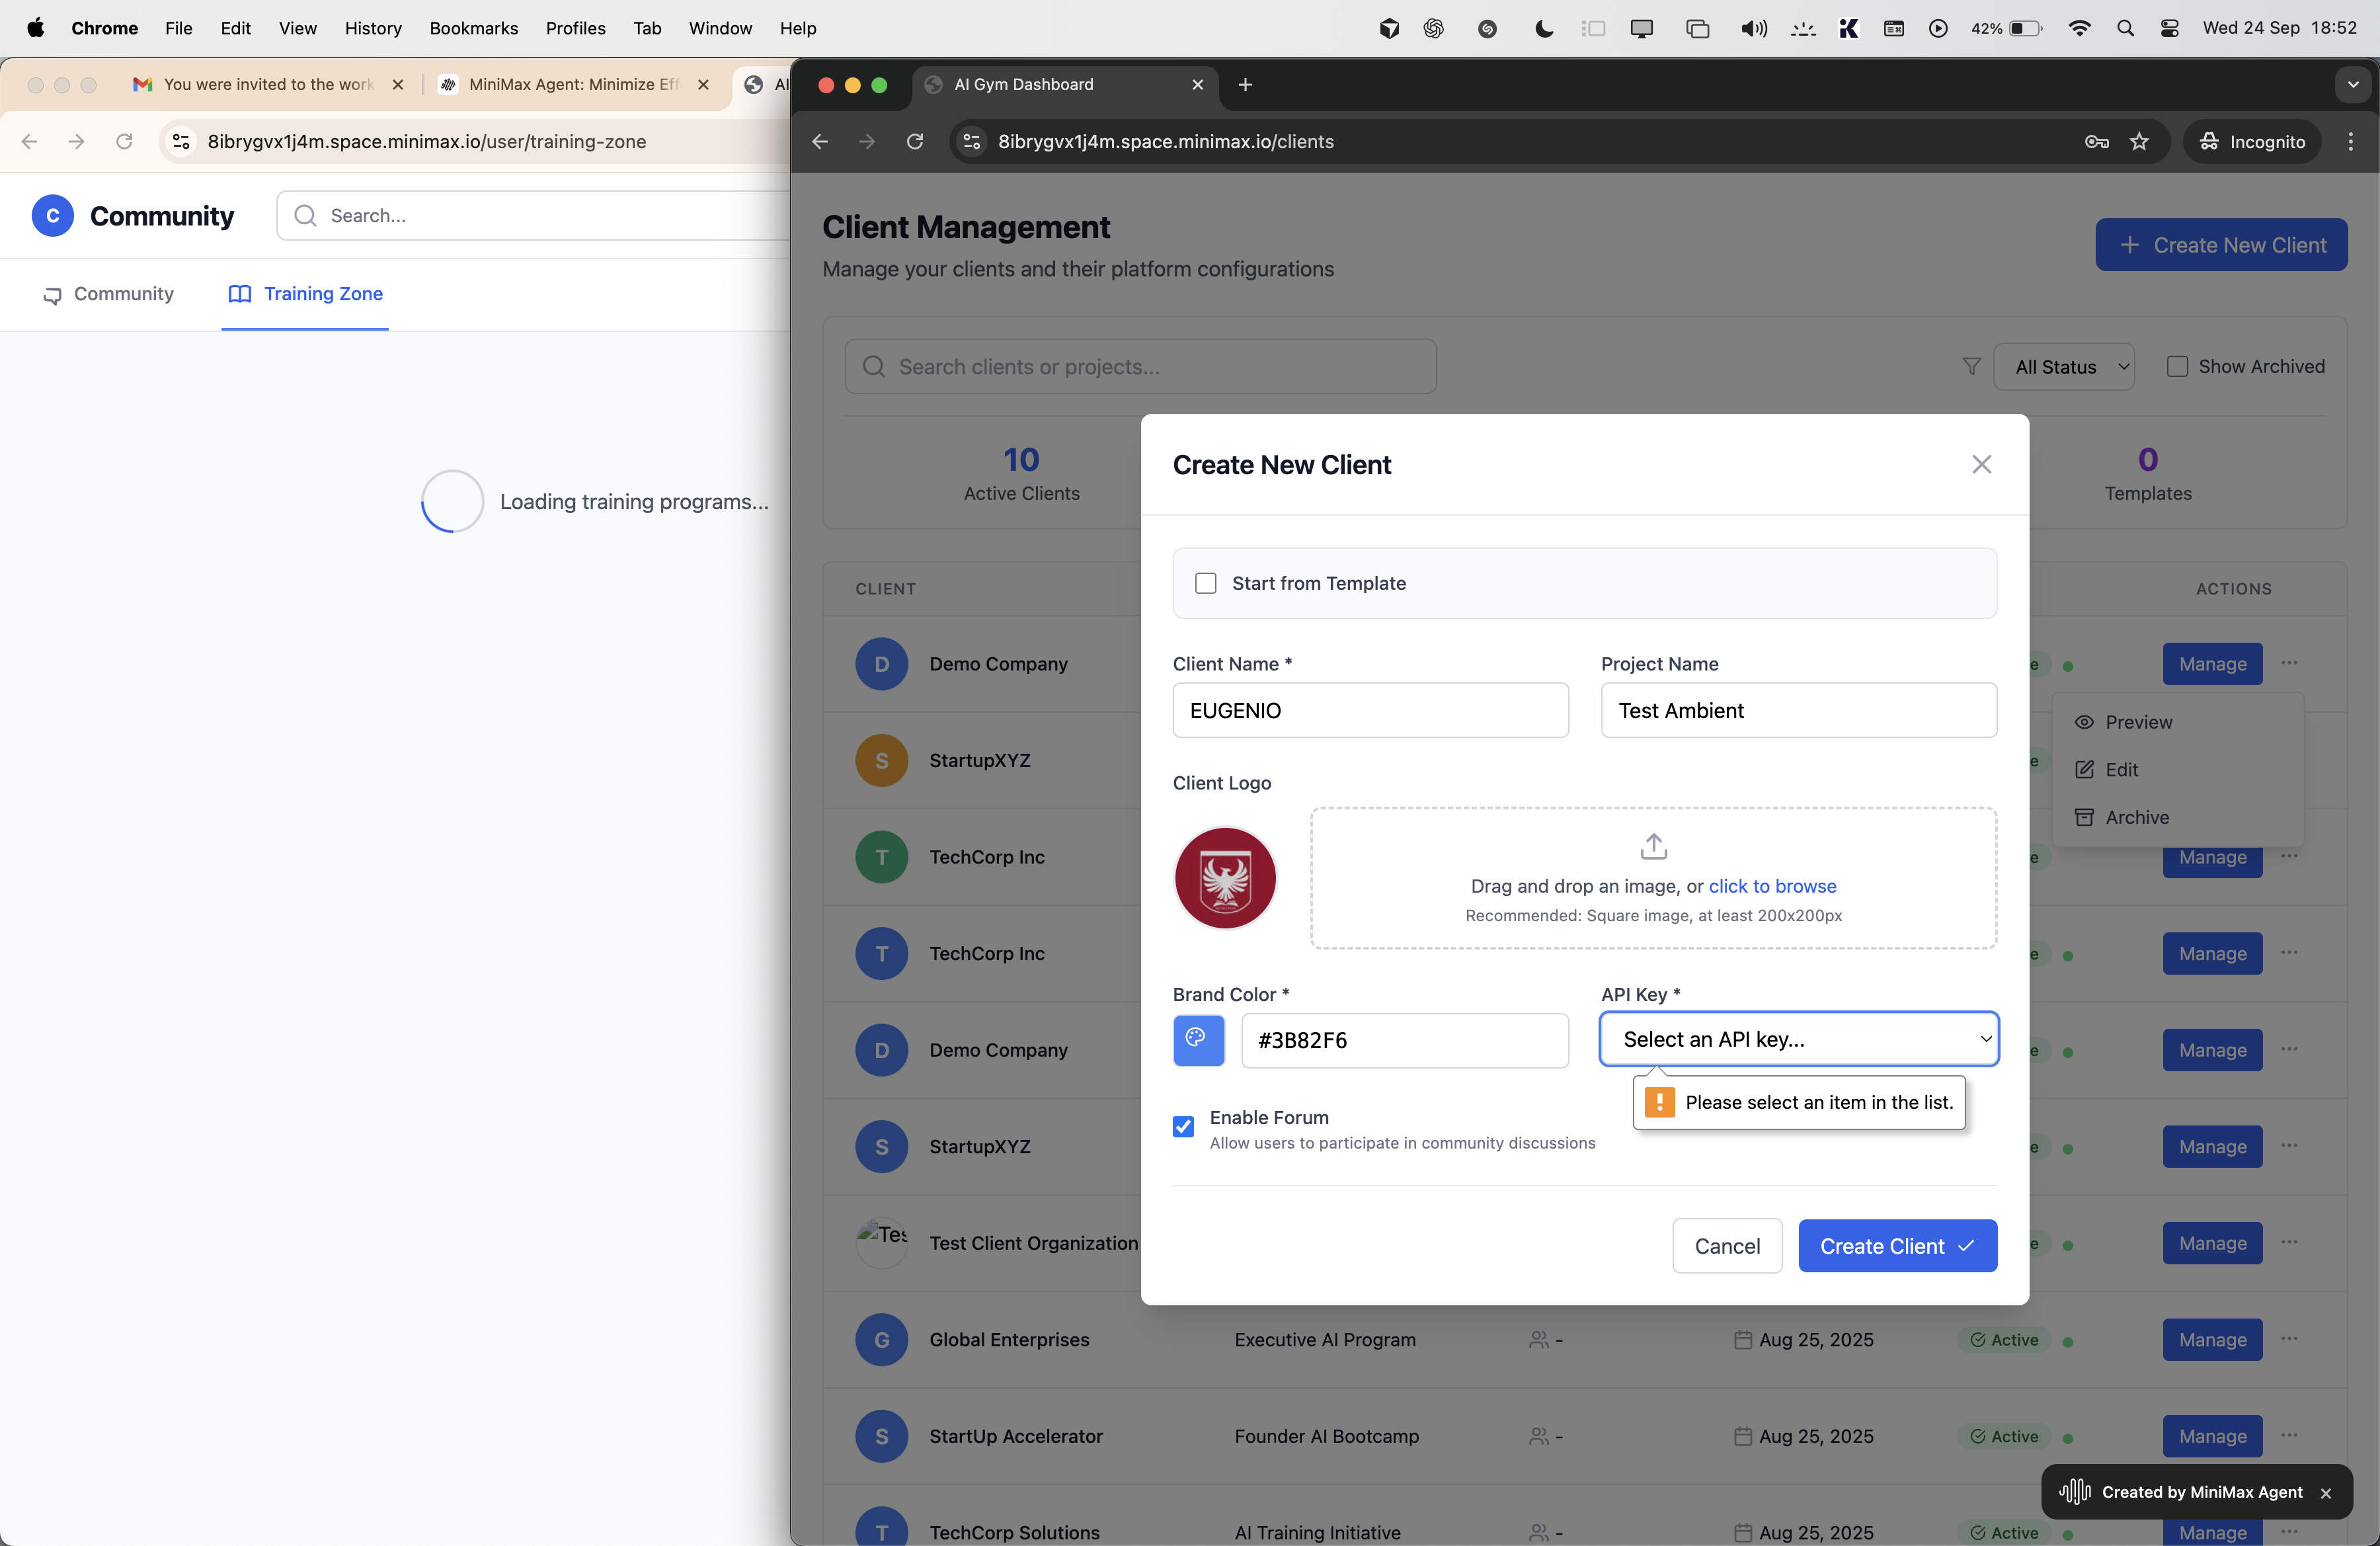 Chrome File Edit View History Bookmarks Profiles Tab Window Help 42% Wed 24 Sep 18:52
You were invited to the work
MiniMax Agent: Minimize Eff
AI
8ibrygvx1j4m.space.minimax.io/user/training-zone
C Community Search...
Community Training Zone
Loading training programs...
AI Gym Dashboard
8ibrygvx1j4m.space.minimax.io/clients Incognito
Client Management
Manage your clients and their platform configurations
Create New Client
Search clients or projects... All Status Show Archived
10
Active Clients
0
Templates
CLIENT ACTIONS
D Demo Company e Manage ...
Preview
Edit
Archive
S StartupXYZ e
T TechCorp Inc e Manage ...
T TechCorp Inc e Manage ...
D Demo Company e Manage ...
S StartupXYZ e Manage ...
Tes Test Client Organization e Manage ...
G Global Enterprises Executive AI Program - Aug 25, 2025 Active Manage ...
S StartUp Accelerator Founder AI Bootcamp - Aug 25, 2025 Active Manage ...
T TechCorp Solutions AI Training Initiative - Aug 25, 2025 Active Manage ...
Create New Client
Start from Template
Client Name * Project Name
EUGENIO Test Ambient
Client Logo
Drag and drop an image, or click to browse
Recommended: Square image, at least 200x200px
Brand Color * API Key *
#3B82F6 Select an API key...
Please select an item in the list.
Enable Forum
Allow users to participate in community discussions
Cancel Create Client
Created by MiniMax Agent